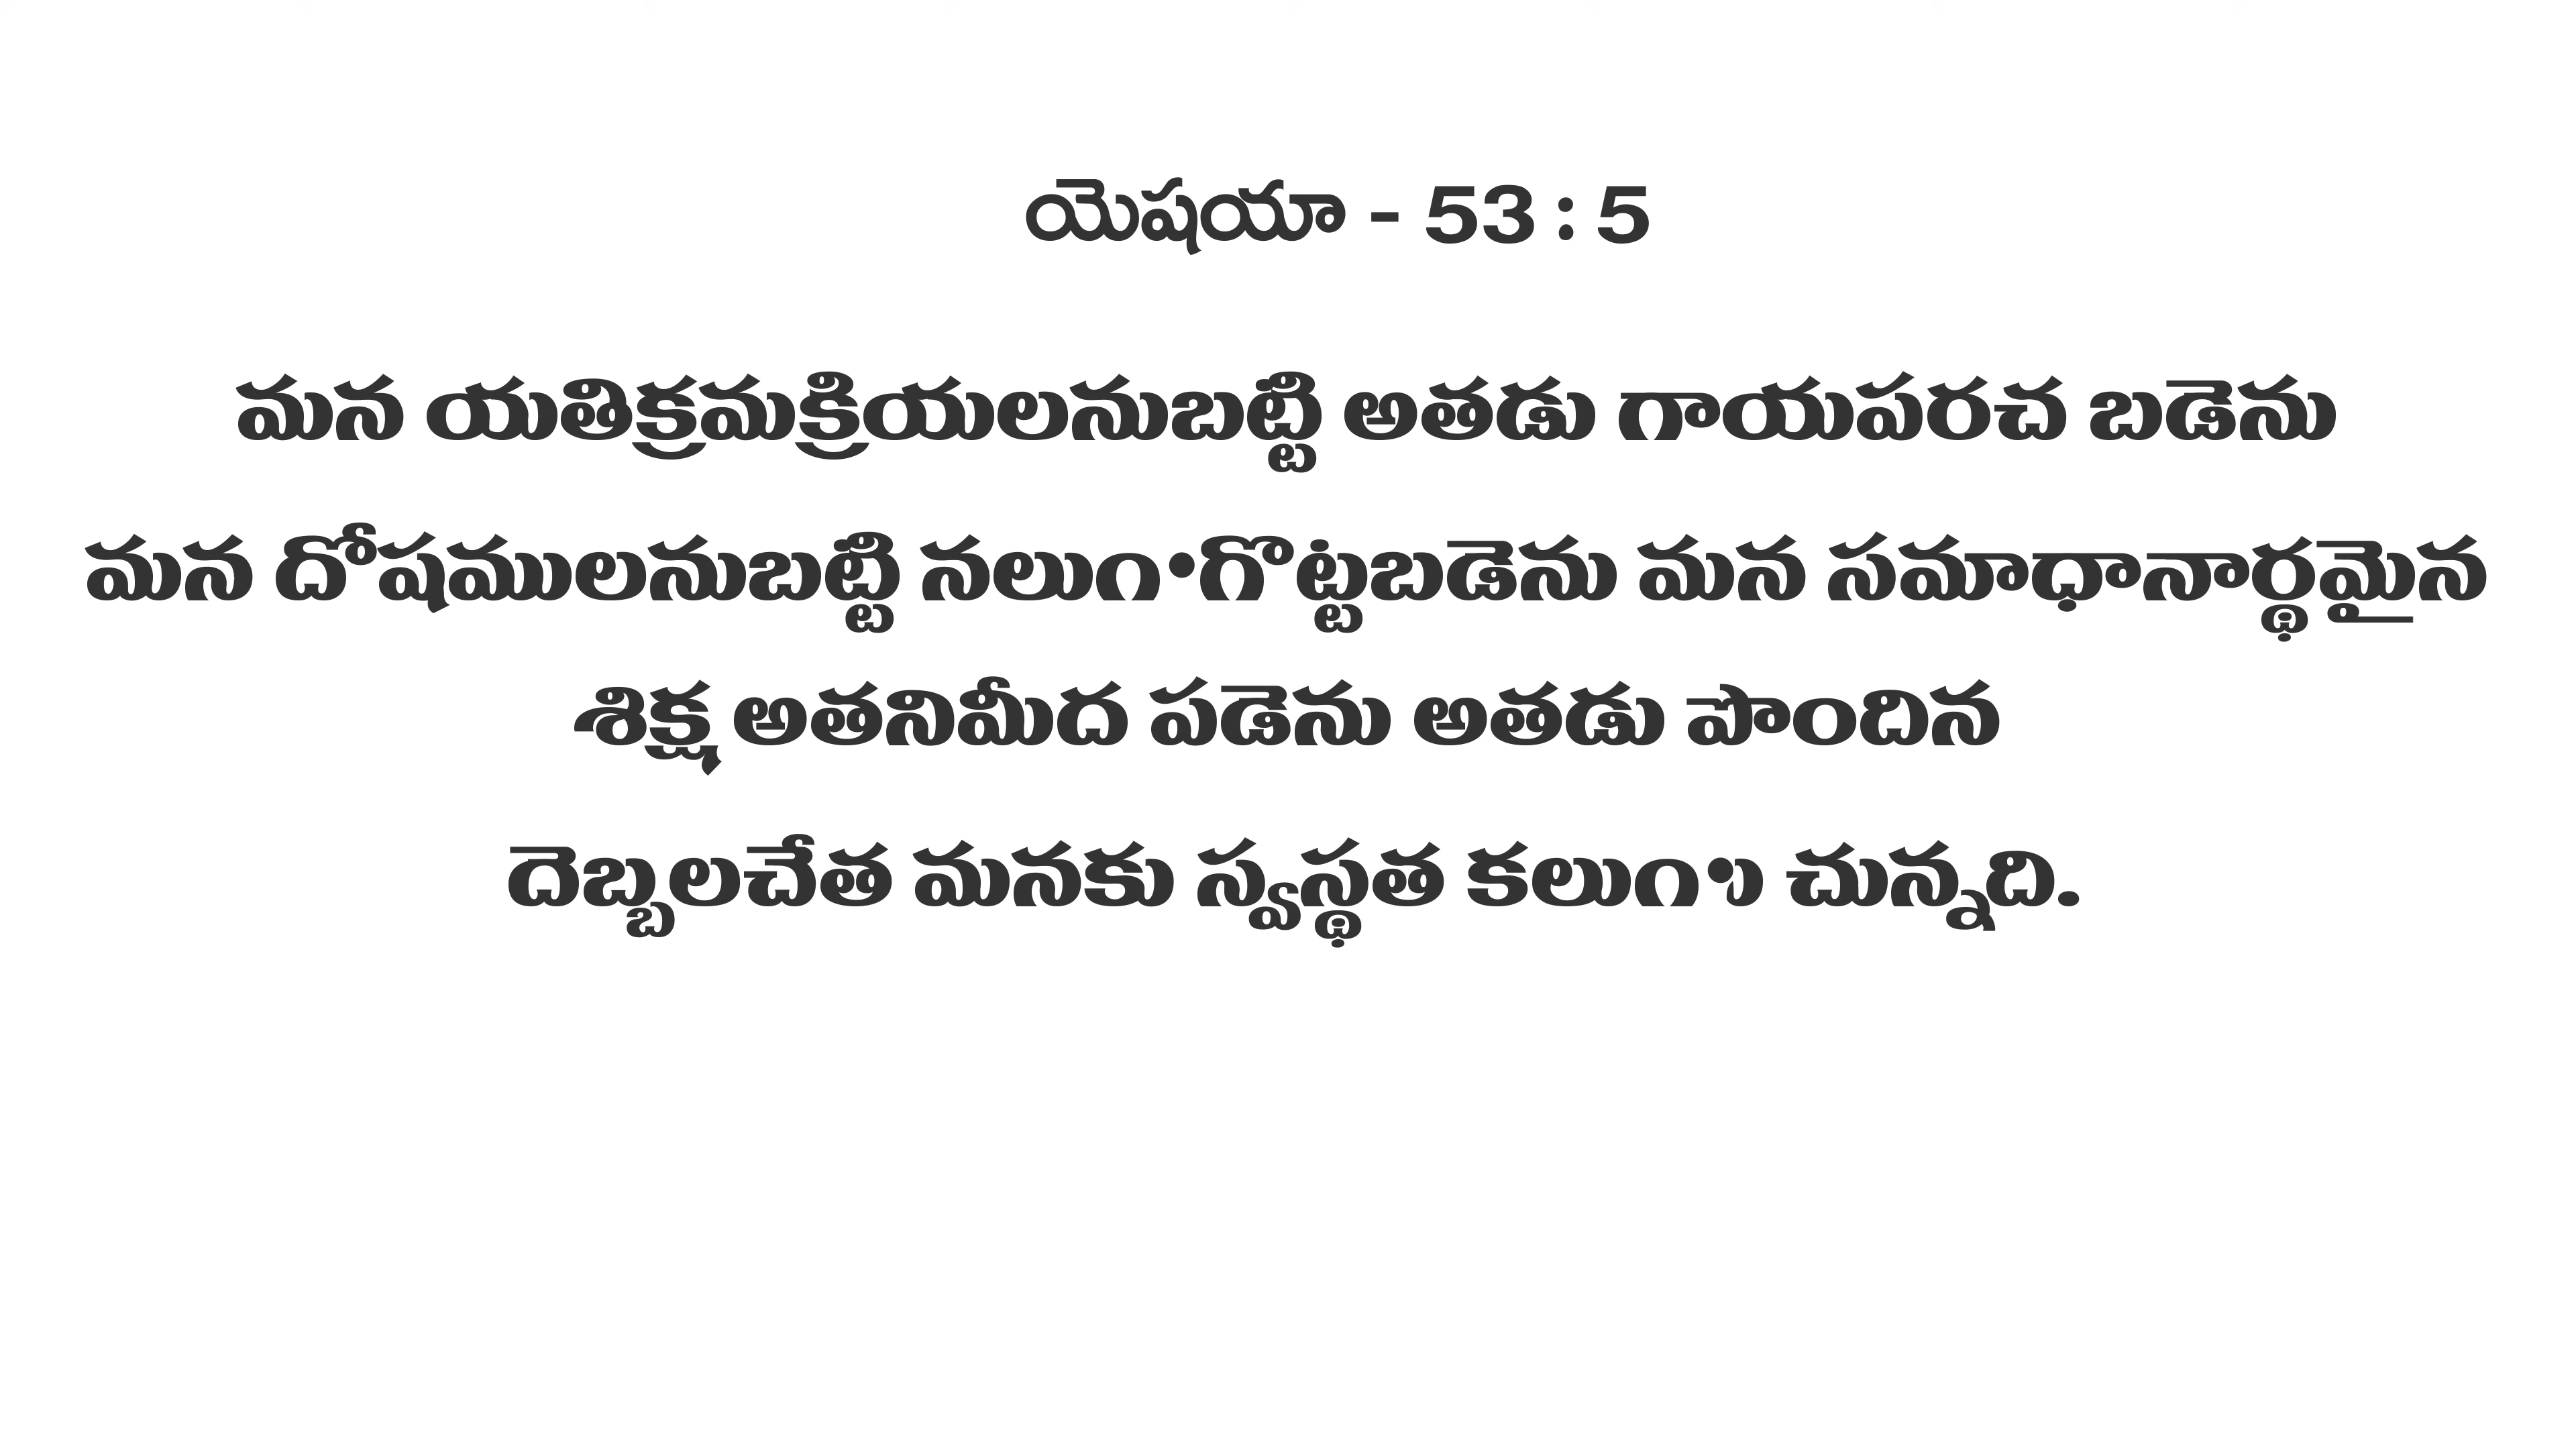 యెషయా - 53 : 5
మన యతిక్రమక్రియలనుబట్టి అతడు గాయపరచ బడెను
మన దోషములనుబట్టి నలుగగొట్టబడెను మన సమాధానార్థమైన
శిక్ష అతనిమీద పడెను అతడు పొందిన
దెబ్బలచేత మనకు స్వస్థత కలుగు చున్నది.